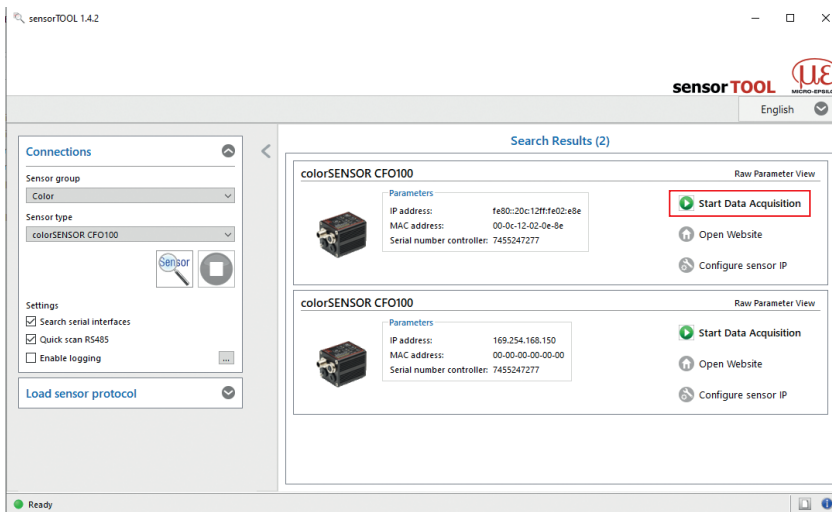 sensorTOOL 1.4.2
sensorTOOL
με
MICRO-EPSILO
English
Connections
Sensor group
Color
Sensor type
colorSENSOR CFO100
Sensor
Settings
Search serial interfaces
Quick scan RS485
Enable logging
...
Load sensor protocol
Search Results (2)
colorSENSOR CFO100
Raw Parameter View
Parameters
IP address: fe80::20c:12ff:fe02:e8e
MAC address: 00-0c-12-02-0e-8e
Serial number controller: 7455247277
Start Data Acquisition
Open Website
Configure sensor IP
colorSENSOR CFO100
Raw Parameter View
Parameters
IP address: 169.254.168.150
MAC address: 00-00-00-00-00-00
Serial number controller: 7455247277
Start Data Acquisition
Open Website
Configure sensor IP
Ready